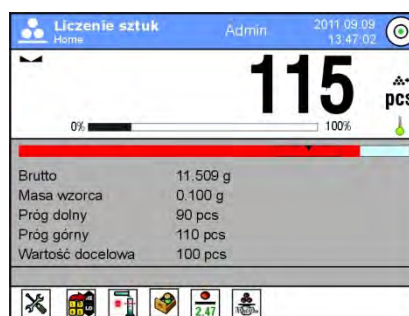 Liczenie sztuk
Home
Admin
2011.09.09
13:47:02
115
pcs
0%
100%
Brutto 11.509 g
Masa wzorca 0.100 g
Próg dolny 90 pcs
Próg górny 110 pcs
Wartość docelowa 100 pcs
2.47